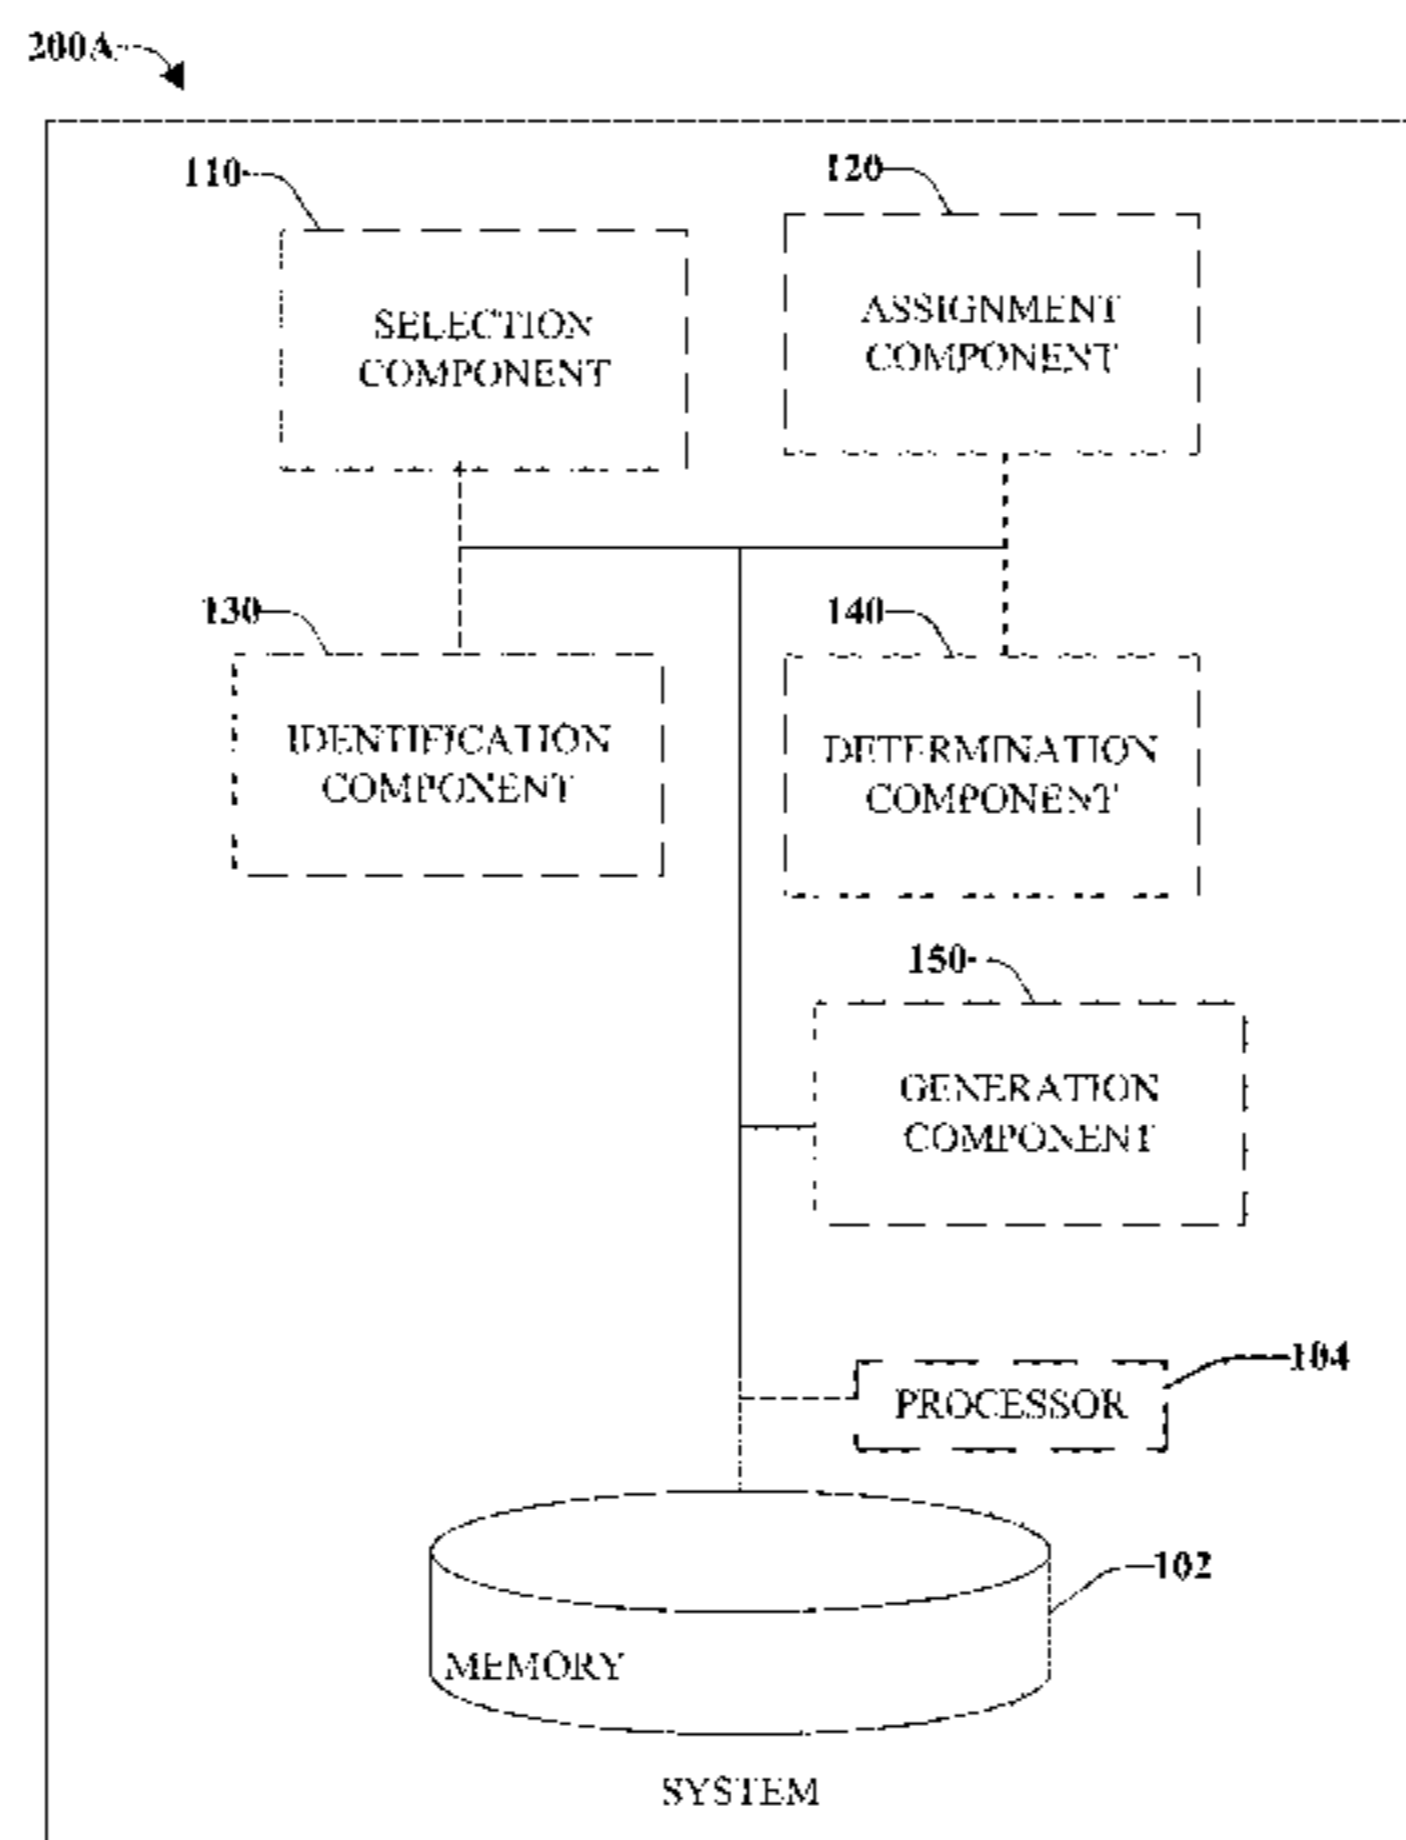 200A
110
120
SELECTION
COMPONENT
ASSIGNMENT
COMPONENT
130
140
IDENTIFICATION
COMPONENT
DETERMINATION
COMPONENT
150
GENERATION
COMPONENT
104
PROCESSOR
102
MEMORY
SYSTEM